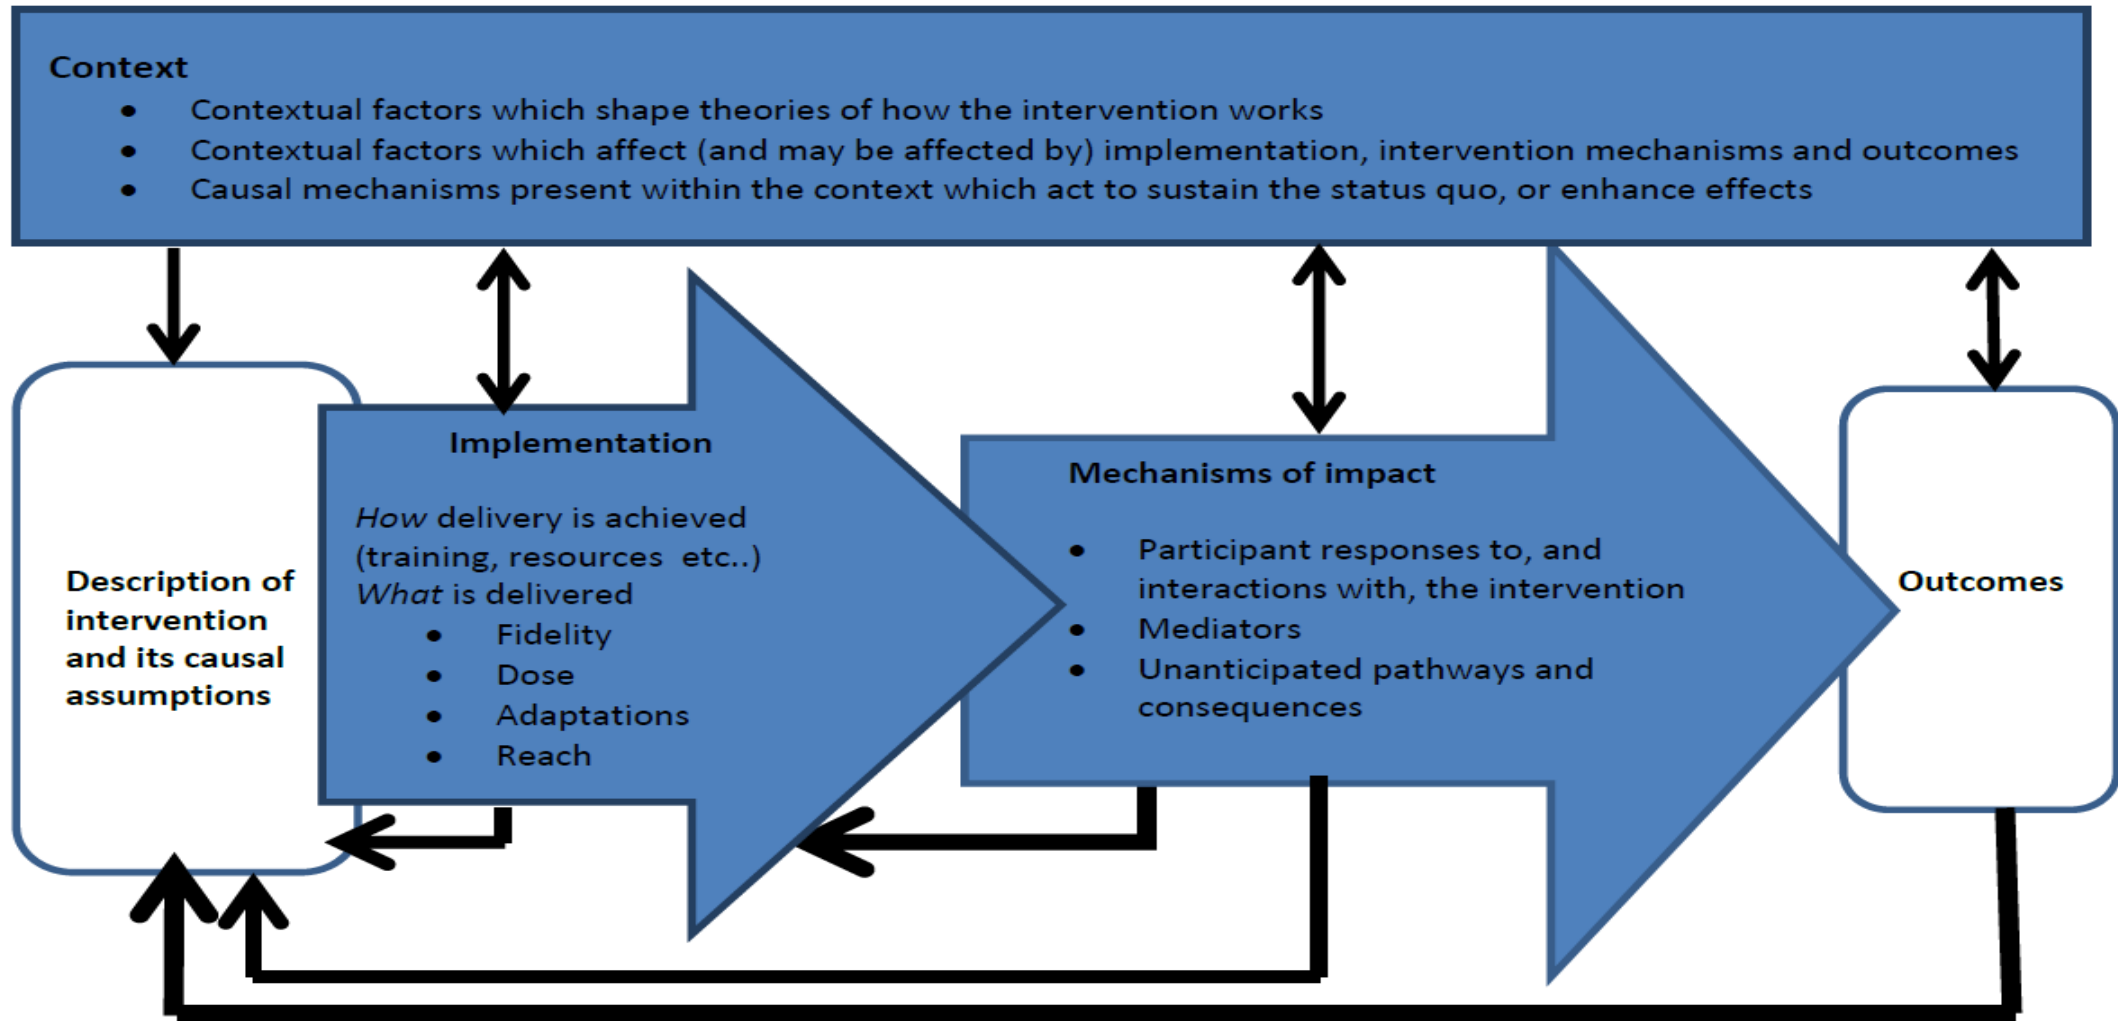 Context
• Contextual factors which shape theories of how the intervention works
• Contextual factors which affect (and may be affected by) implementation, intervention mechanisms and outcomes
• Causal mechanisms present within the context which act to sustain the status quo, or enhance effects
Description of
intervention
and its causal
assumptions
Implementation
How delivery is achieved
(training, resources  etc..)
What is delivered
• Fidelity
• Dose
• Adaptations
• Reach
Mechanisms of impact
• Participant responses to, and
interactions with, the intervention
• Mediators
• Unanticipated pathways and
consequences
Outcomes